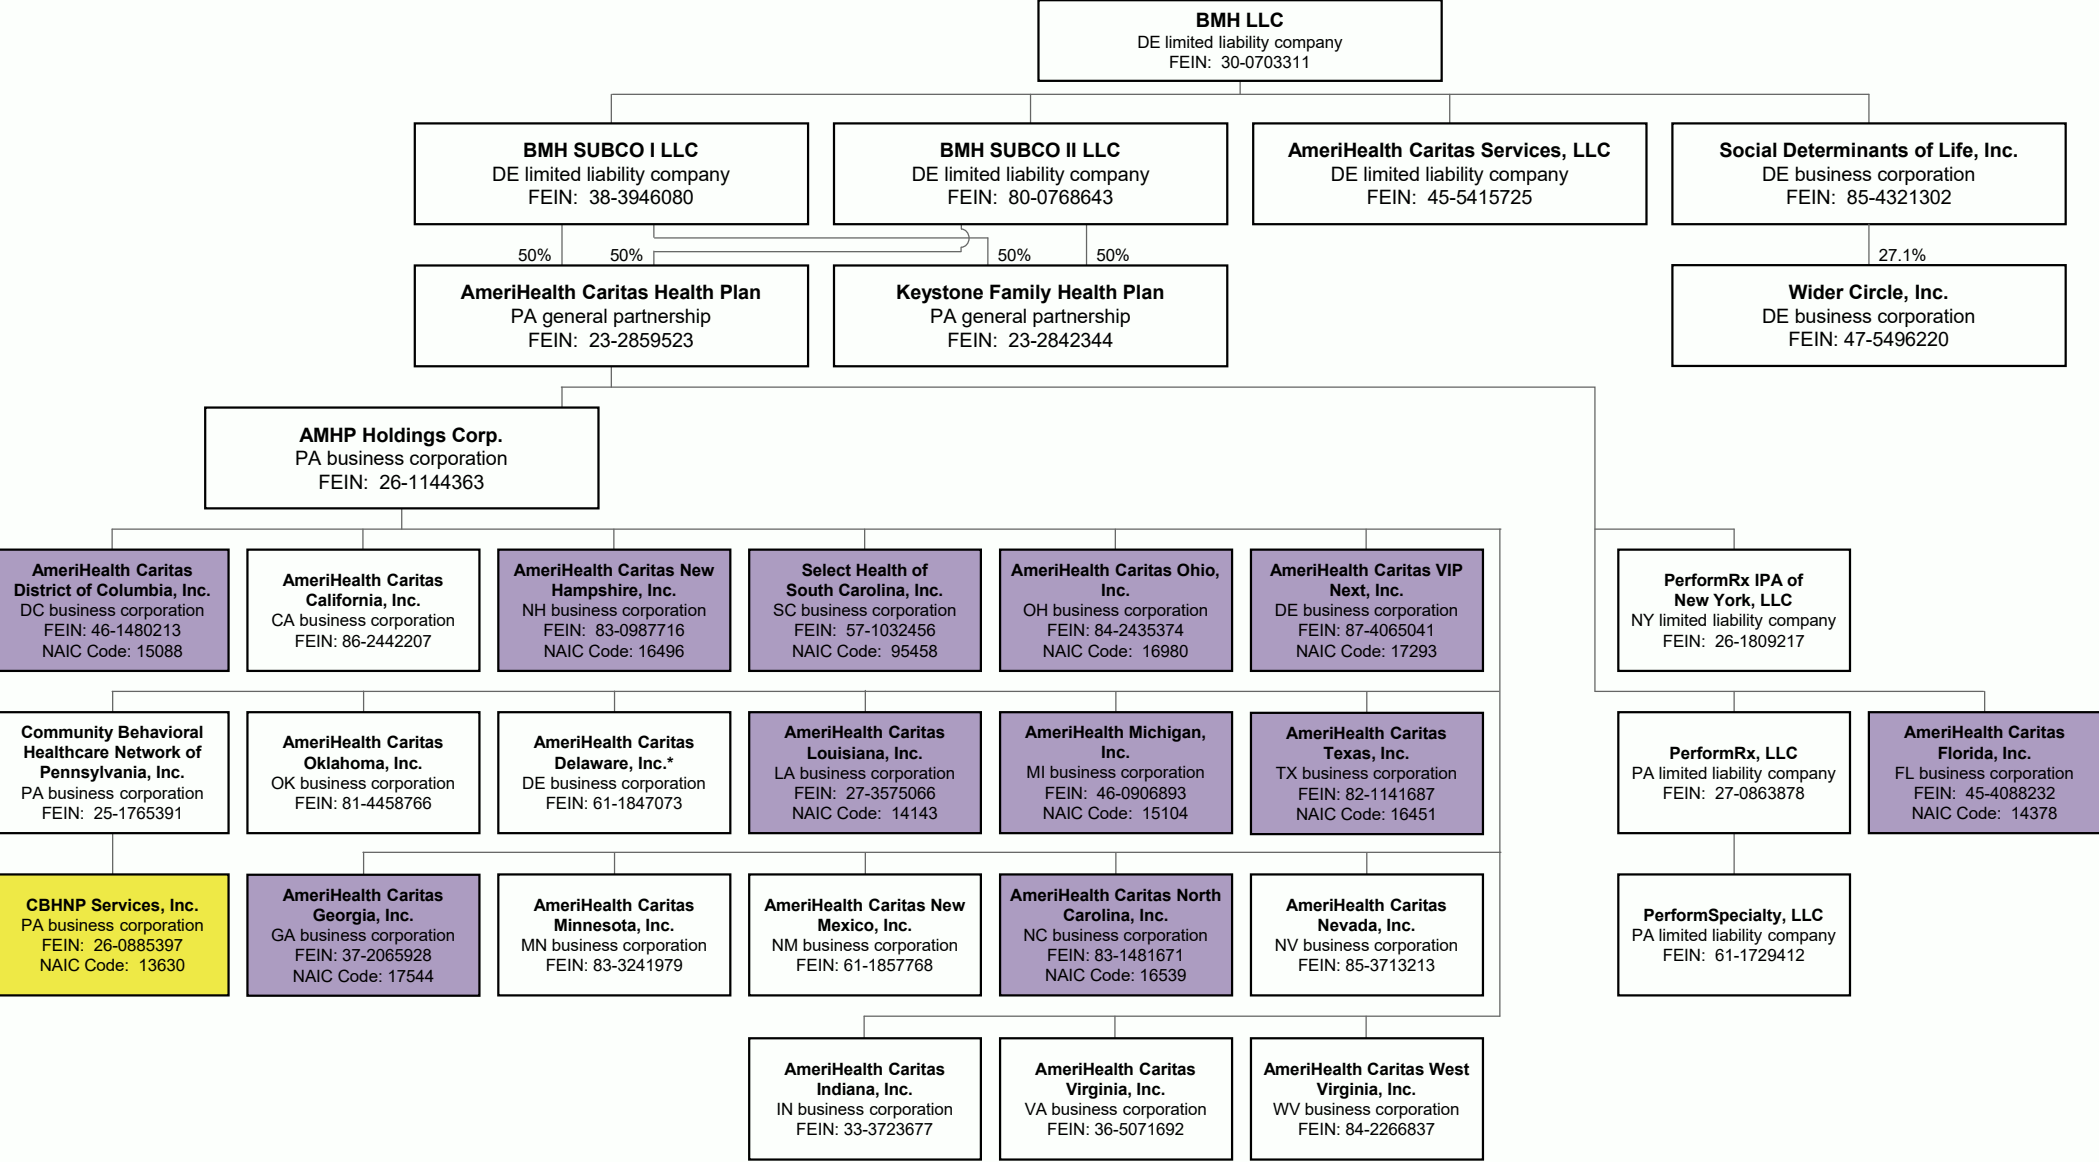 BMH LLC
DE limited liability company
FEIN: 30-0703311
BMH SUBCO I LLC
DE limited liability company
FEIN: 38-3946080
BMH SUBCO II LLC
DE limited liability company
FEIN: 80-0768643
AmeriHealth Caritas Services, LLC
DE limited liability company
FEIN: 45-5415725
Social Determinants of Life, Inc.
DE business corporation
FEIN: 85-4321302
50%
50%
50%
50%
27.1%
AmeriHealth Caritas Health Plan
PA general partnership
FEIN: 23-2859523
Keystone Family Health Plan
PA general partnership
FEIN: 23-2842344
Wider Circle, Inc.
DE business corporation
FEIN: 47-5496220
AMHP Holdings Corp.
PA business corporation
FEIN: 26-1144363
AmeriHealth Caritas
District of Columbia, Inc.
DC business corporation
FEIN: 46-1480213
NAIC Code: 15088
AmeriHealth Caritas
California, Inc.
CA business corporation
FEIN: 86-2442207
AmeriHealth Caritas New
Hampshire, Inc.
NH business corporation
FEIN: 83-0987716
NAIC Code: 16496
Select Health of
South Carolina, Inc.
SC business corporation
FEIN: 57-1032456
NAIC Code: 95458
AmeriHealth Caritas Ohio,
Inc.
OH business corporation
FEIN: 84-2435374
NAIC Code: 16980
AmeriHealth Caritas VIP
Next, Inc.
DE business corporation
FEIN: 87-4065041
NAIC Code: 17293
PerformRx IPA of
New York, LLC
NY limited liability company
FEIN: 26-1809217
Community Behavioral
Healthcare Network of
Pennsylvania, Inc.
PA business corporation
FEIN: 25-1765391
AmeriHealth Caritas
Oklahoma, Inc.
OK business corporation
FEIN: 81-4458766
AmeriHealth Caritas
Delaware, Inc.*
DE business corporation
FEIN: 61-1847073
AmeriHealth Caritas
Louisiana, Inc.
LA business corporation
FEIN: 27-3575066
NAIC Code: 14143
AmeriHealth Michigan,
Inc.
MI business corporation
FEIN: 46-0906893
NAIC Code: 15104
AmeriHealth Caritas
Texas, Inc.
TX business corporation
FEIN: 82-1141687
NAIC Code: 16451
PerformRx, LLC
PA limited liability company
FEIN: 27-0863878
AmeriHealth Caritas
Florida, Inc.
FL business corporation
FEIN: 45-4088232
NAIC Code: 14378
CBHNP Services, Inc.
PA business corporation
FEIN: 26-0885397
NAIC Code: 13630
AmeriHealth Caritas
Georgia, Inc.
GA business corporation
FEIN: 37-2065928
NAIC Code: 17544
AmeriHealth Caritas
Minnesota, Inc.
MN business corporation
FEIN: 83-3241979
AmeriHealth Caritas New
Mexico, Inc.
NM business corporation
FEIN: 61-1857768
AmeriHealth Caritas North
Carolina, Inc.
NC business corporation
FEIN: 83-1481671
NAIC Code: 16539
AmeriHealth Caritas
Nevada, Inc.
NV business corporation
FEIN: 85-3713213
PerformSpecialty, LLC
PA limited liability company
FEIN: 61-1729412
AmeriHealth Caritas
Indiana, Inc.
IN business corporation
FEIN: 33-3723677
AmeriHealth Caritas
Virginia, Inc.
VA business corporation
FEIN: 36-5071692
AmeriHealth Caritas West
Virginia, Inc.
WV business corporation
FEIN: 84-2266837